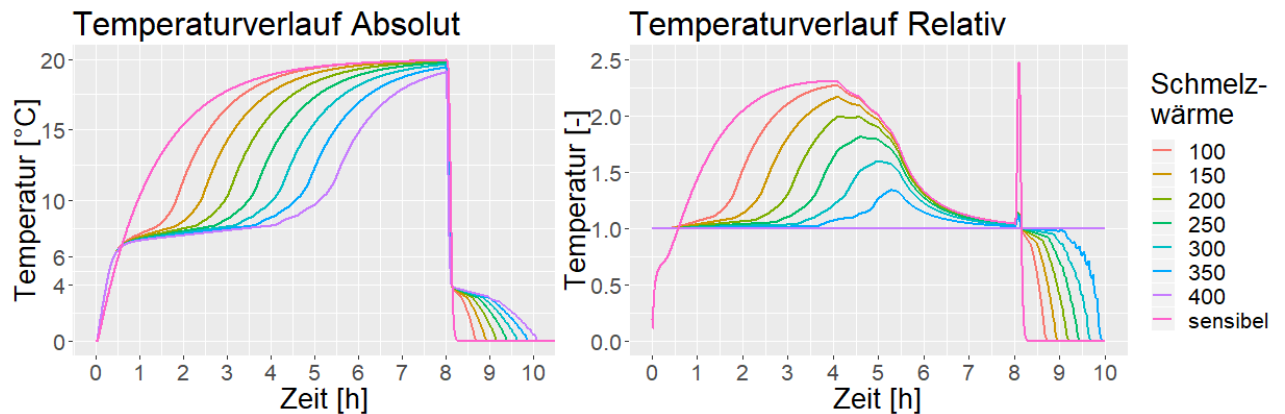 Temperaturverlauf Absolut
Temperatur [°C]
20
15
10
6
4
0
0 1 2 3 4 5 6 7 8 9 10
Zeit [h]
Temperaturverlauf Relativ
Temperatur [-]
2.5
2.0
1.5
1.0
0.5
0.0
0 1 2 3 4 5 6 7 8 9 10
Zeit [h]
Schmelz-
wärme
100
150
200
250
300
350
400
sensibel